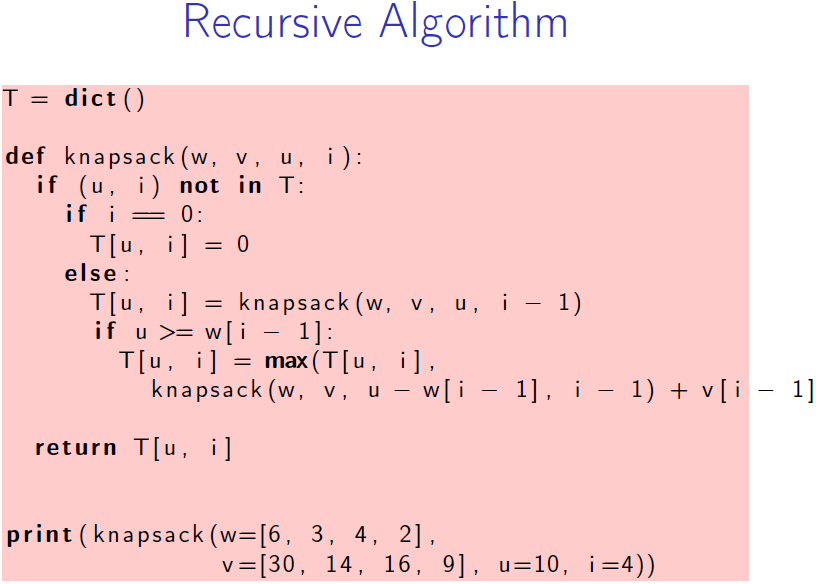 Recursive Algorithm
T = dict()
def knapsack(w, v, u, i):
if (u, i) not in T:
if i == 0:
T[u, i] = 0
else:
T[u, i] = knapsack(w, v, u, i − 1)
if u >= w[i − 1]:
T[u, i] = max(T[u, i],
knapsack(w, v, u − w[i − 1], i − 1) + v[i − 1]
return T[u, i]
print(knapsack(w=[6, 3, 4, 2],
v=[30, 14, 16, 9], u=10, i=4))